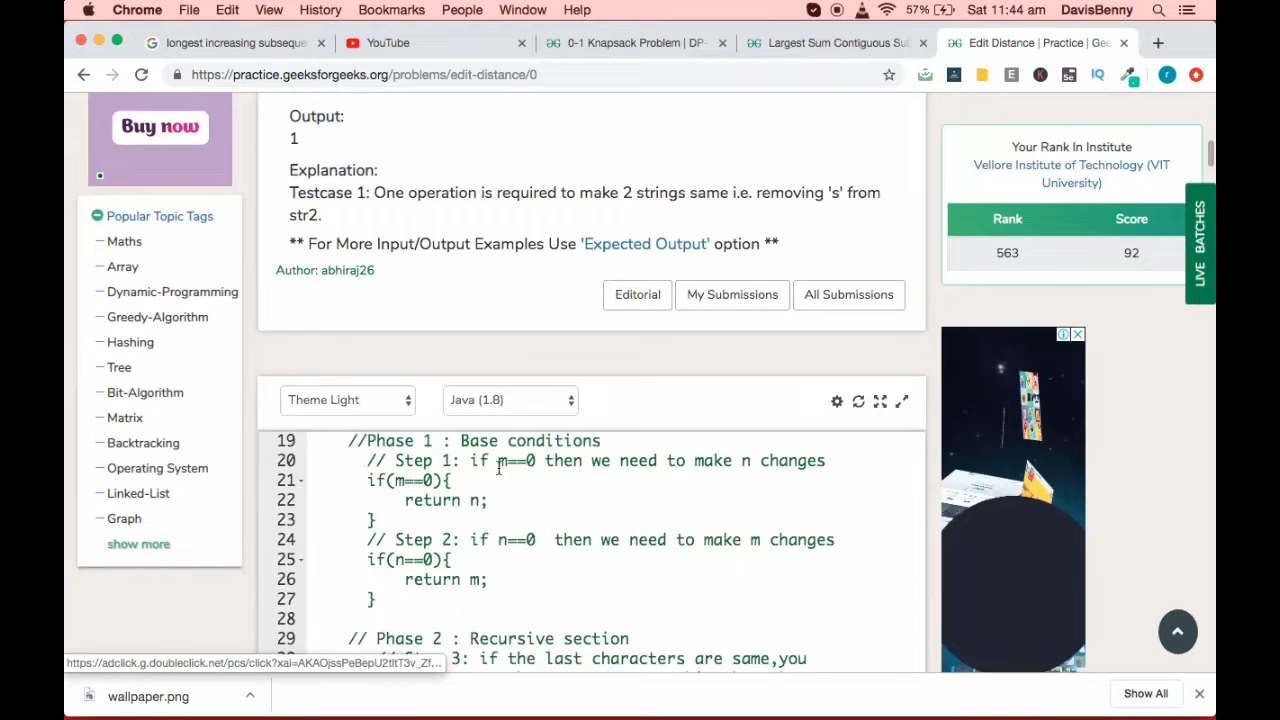 Chrome File Edit View History Bookmarks People Window Help 57% Sat 11:44 am DavisBenny
longest increasing subseque
YouTube
0-1 Knapsack Problem | DP-
Largest Sum Contiguous Su
Edit Distance | Practice | Gee
https://practice.geeksforgeeks.org/problems/edit-distance/0
Buy now
Popular Topic Tags
Maths
Array
Dynamic-Programming
Greedy-Algorithm
Hashing
Tree
Bit-Algorithm
Matrix
Backtracking
Operating System
Linked-List
Graph
show more
Output:
1
Explanation:
Testcase 1: One operation is required to make 2 strings same i.e. removing 's' from
str2.
** For More Input/Output Examples Use 'Expected Output' option **
Author: abhiraj26
Editorial
My Submissions
All Submissions
Theme Light
Java (1.8)
19 //Phase 1 : Base conditions
20 // Step 1: if m==0 then we need to make n changes
21 if(m==0){
22 return n;
23 }
24 // Step 2: if n==0 then we need to make m changes
25 if(n==0){
26 return m;
27 }
28
29 // Phase 2 : Recursive section
3: if the last characters are same,you
Your Rank In Institute
Vellore Institute of Technology (VIT
University)
Rank Score
563 92
LIVE BATCHES
https://adclick.g.doubleclick.net/pcs/click?xai=AKAOjssPeBepU2tltT3v_Zf...
wallpaper.png
Show All